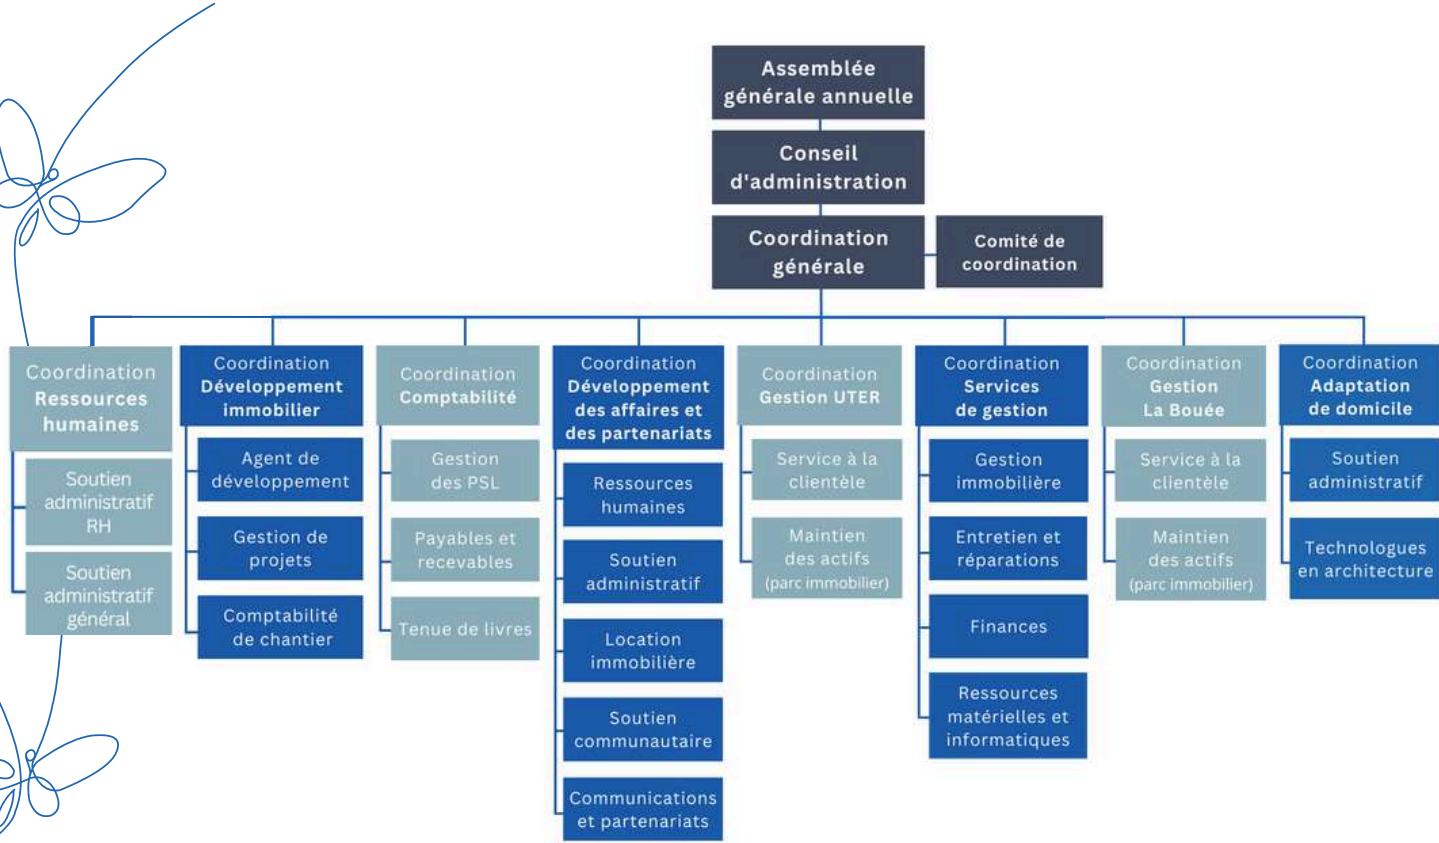 Assemblée
générale annuelle
Conseil
d'administration
Coordination
générale
Comité de
coordination
Coordination
Ressources
humaines
Soutien
administratif
RH
Soutien
administratif
général
Coordination
Développement
immobilier
Agent de
développement
Gestion de
projets
Comptabilité
de chantier
Coordination
Comptabilité
Gestion
des PSL
Payables et
recevables
Tenue de livres
Coordination
Développement
des affaires et
des partenariats
Ressources
humaines
Soutien
administratif
Location
immobilière
Soutien
communautaire
Communications
et partenariats
Coordination
Gestion UTER
Service à la
clientèle
Maintien
des actifs
(parc immobilier)
Coordination
Services
de gestion
Gestion
immobilière
Entretien et
réparations
Finances
Ressources
matérielles et
informatiques
Coordination
Gestion
La Bouée
Service à la
clientèle
Maintien
des actifs
(parc immobilier)
Coordination
Adaptation
de domicile
Soutien
administratif
Technologues
en architecture